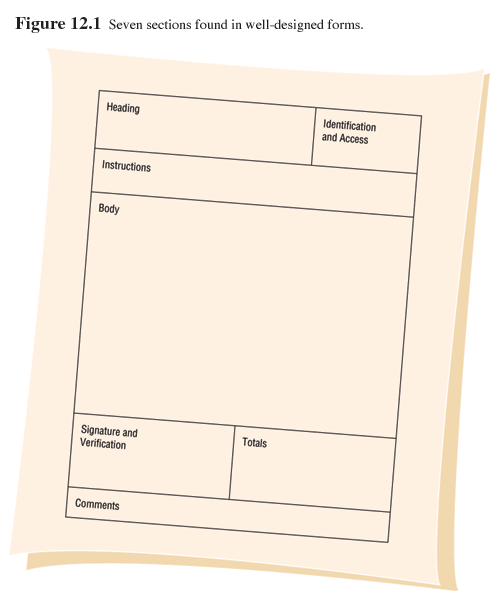 Figure 12.1 Seven sections found in well-designed forms.
Heading
Identification
and Access
Instructions
Body
Signature and
Verification
Totals
Comments